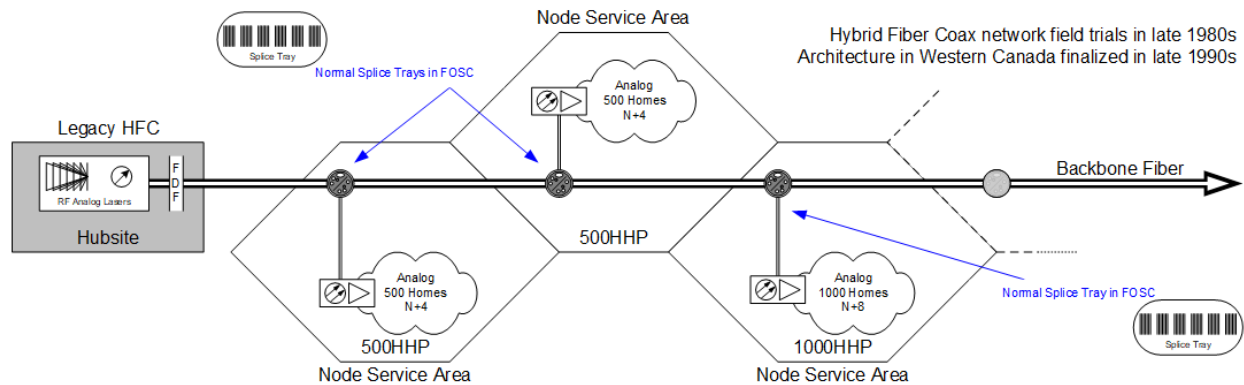 Node Service Area
Hybrid Fiber Coax network field trials in late 1980s
Architecture in Western Canada finalized in late 1990s
Splice Tray
Normal Splice Trays in FOSC
Analog
500 Homes
N+4
Legacy HFC
F
D
F
RF Analog Lasers
Hubsite
Backbone Fiber
500HHP
Analog
500 Homes
N+4
Analog
1000 Homes
N+8
Normal Splice Tray in FOSC
Splice Tray
500HHP
1000HHP
Node Service Area
Node Service Area